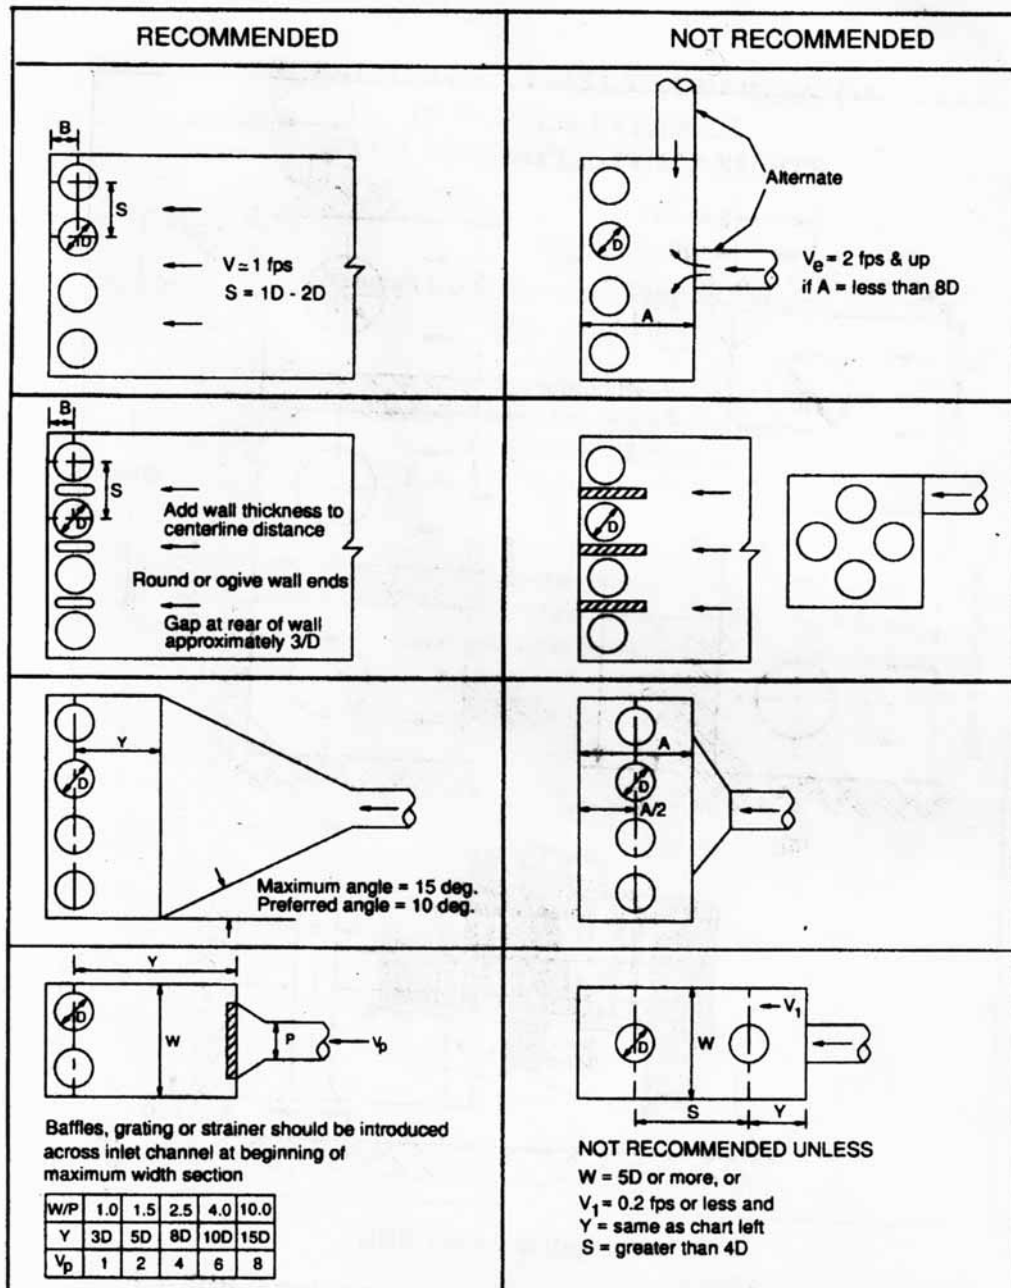 RECOMMENDED
NOT RECOMMENDED
B
S
D
V ≃ 1 fps
S = 1D - 2D
Alternate
D
Ve = 2 fps & up
if A = less than 8D
A
B
S
D
Add wall thickness to
centerline distance
Round or ogive wall ends
Gap at rear of wall
approximately 3/D
D
Y
D
Maximum angle = 15 deg.
Preferred angle = 10 deg.
A
D
A/2
Y
D
W
P
Vp
Baffles, grating or strainer should be introduced
across inlet channel at beginning of
maximum width section
W/P 1.0 1.5 2.5 4.0 10.0
Y 3D 5D 8D 10D 15D
Vp 1 2 4 6 8
V1
D
W
S
Y
NOT RECOMMENDED UNLESS
W = 5D or more, or
V1 = 0.2 fps or less and
Y = same as chart left
S = greater than 4D